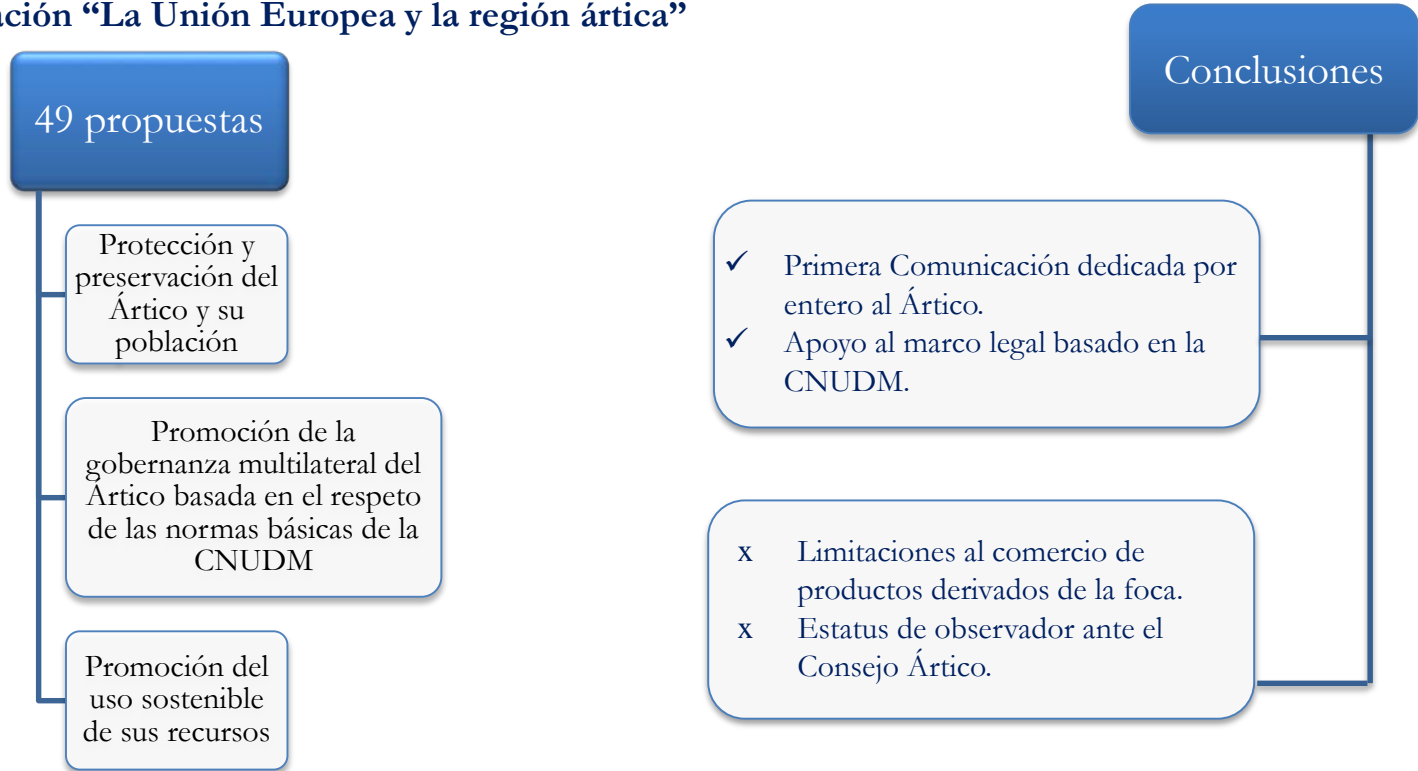 ación “La Unión Europea y la región ártica”
49 propuestas
Protección y
preservación del
Ártico y su
población
Promoción de la
gobernanza multilateral del
Ártico basada en el respeto
de las normas básicas de la
CNUDM
Promoción del
uso sostenible
de sus recursos
Conclusiones
✓ Primera Comunicación dedicada por
entero al Ártico.
✓ Apoyo al marco legal basado en la
CNUDM.
x Limitaciones al comercio de
productos derivados de la foca.
x Estatus de observador ante el
Consejo Ártico.